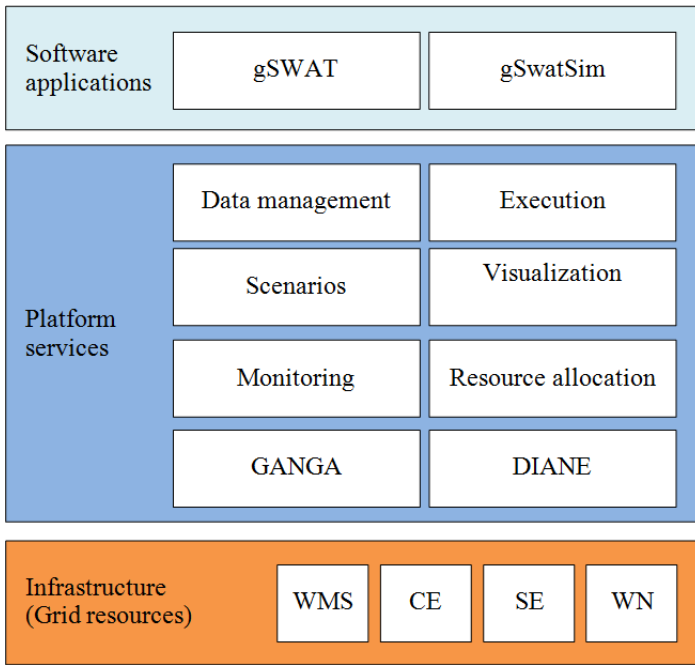 Software
applications
gSWAT
gSwatSim
Platform
services
Data management
Execution
Scenarios
Visualization
Monitoring
Resource allocation
GANGA
DIANE
Infrastructure
(Grid resources)
WMS
CE
SE
WN